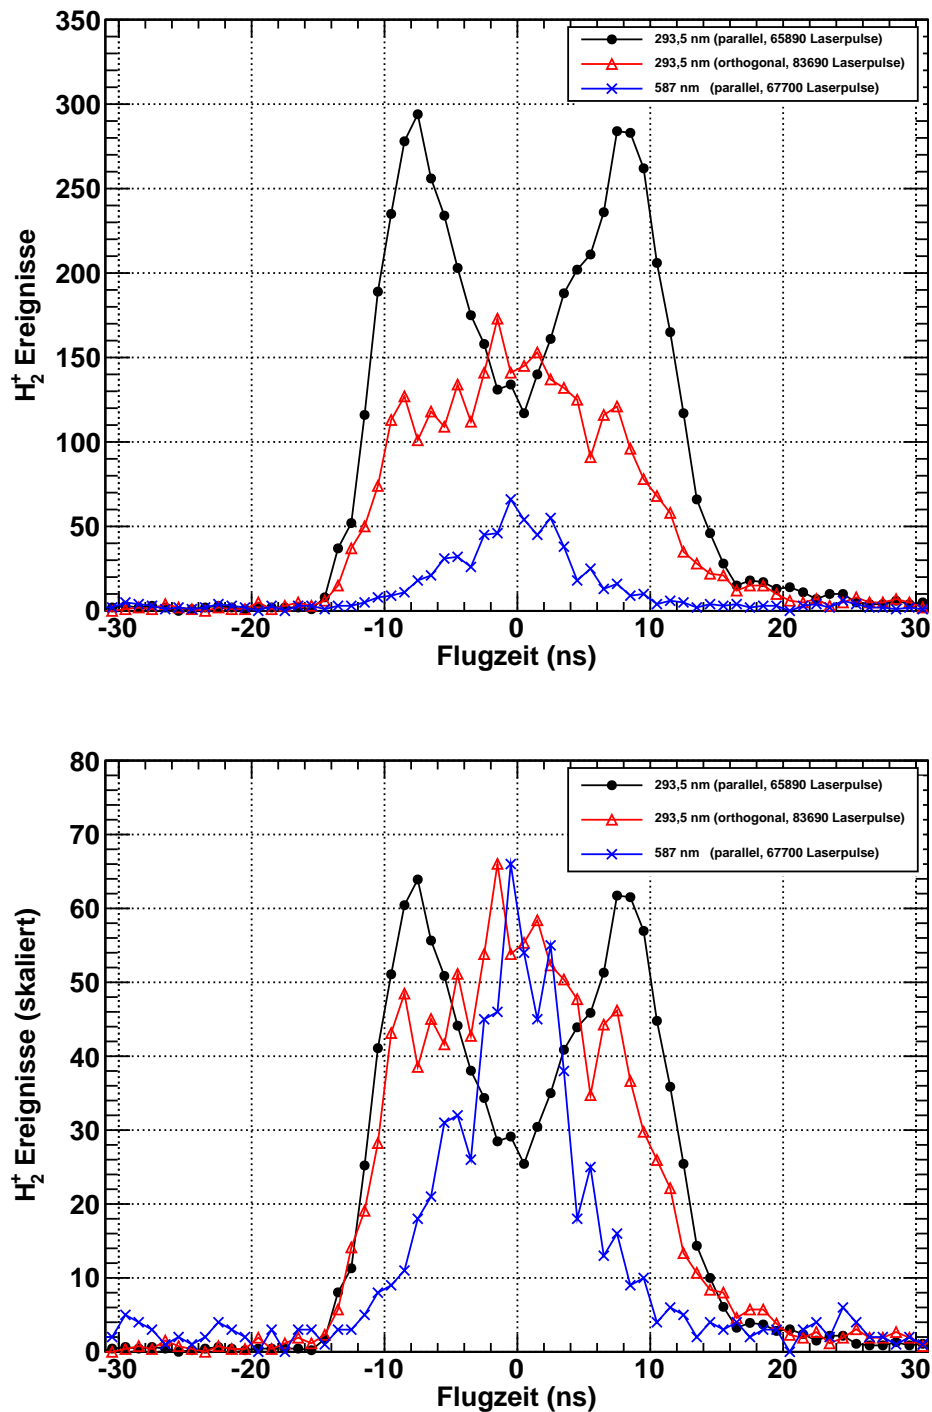 350
300
250
200
150
100
50
0
H₂⁺ Ereignisse
293,5 nm (parallel, 65890 Laserpulse)
293,5 nm (orthogonal, 83690 Laserpulse)
587 nm (parallel, 67700 Laserpulse)
-30 -20 -10 0 10 20 30
Flugzeit (ns)
80
70
60
50
40
30
20
10
0
H₂⁺ Ereignisse (skaliert)
293,5 nm (parallel, 65890 Laserpulse)
293,5 nm (orthogonal, 83690 Laserpulse)
587 nm (parallel, 67700 Laserpulse)
-30 -20 -10 0 10 20 30
Flugzeit (ns)